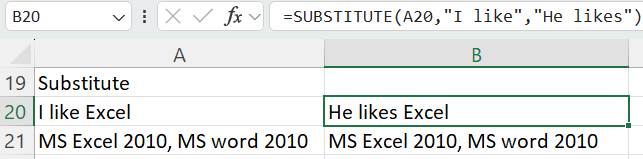 B20 fx =SUBSTITUTE(A20,"I like","He likes")
A B
19 Substitute
20 I like Excel He likes Excel
21 MS Excel 2010, MS word 2010 MS Excel 2010, MS word 2010